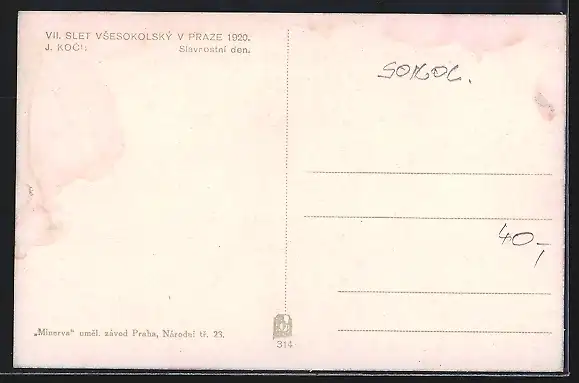 VII. SLET VŠESOKOLSKÝ V PRAZE 1920.
J. KOČÍ: Slavnostní den.
SOKOL.
40,-
„Minerva" uměl. závod Praha, Národní tř. 23.
314